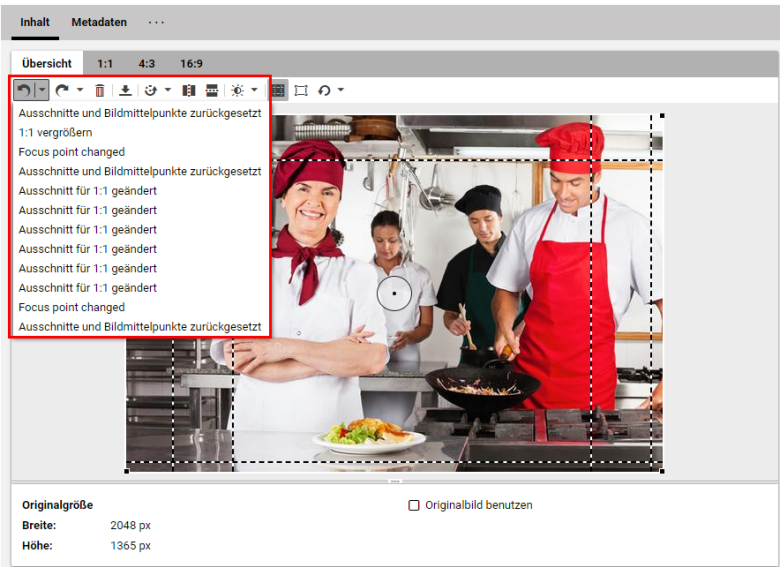 Inhalt Metadaten ...
Übersicht 1:1 4:3 16:9
Ausschnitte und Bildmittelpunkte zurückgesetzt
1:1 vergrößern
Focus point changed
Ausschnitte und Bildmittelpunkte zurückgesetzt
Ausschnitt für 1:1 geändert
Ausschnitt für 1:1 geändert
Ausschnitt für 1:1 geändert
Ausschnitt für 1:1 geändert
Ausschnitt für 1:1 geändert
Ausschnitt für 1:1 geändert
Focus point changed
Ausschnitte und Bildmittelpunkte zurückgesetzt
Originalgröße
Originalbild benutzen
Breite: 2048 px
Höhe: 1365 px